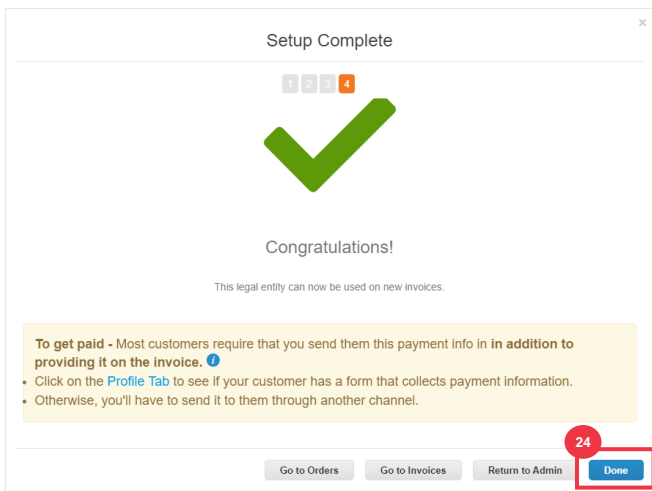 ×
Setup Complete
1 2 3 4
Congratulations!
This legal entity can now be used on new invoices.
To get paid - Most customers require that you send them this payment info in in addition to
providing it on the invoice. i
• Click on the Profile Tab to see if your customer has a form that collects payment information.
• Otherwise, you'll have to send it to them through another channel.
24
Go to Orders Go to Invoices Return to Admin Done